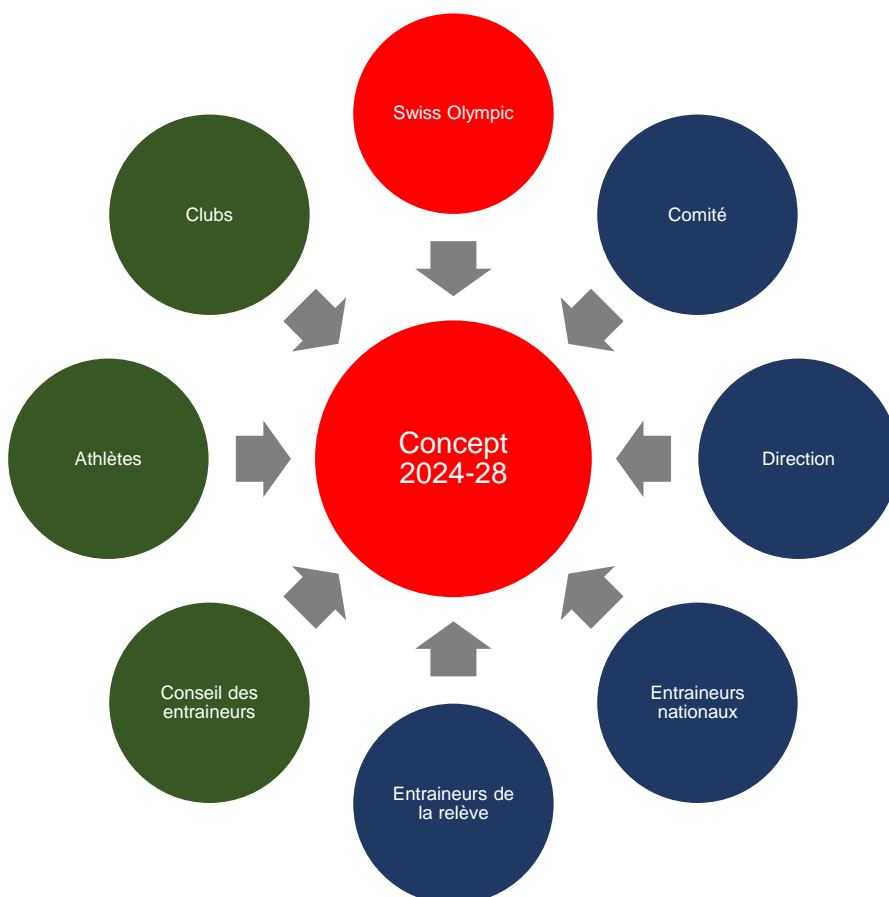 Swiss Olympic
Clubs
Comité
Athlètes
Concept
2024-28
Direction
Conseil des
entraineurs
Entraineurs
nationaux
Entraineurs de
la relève